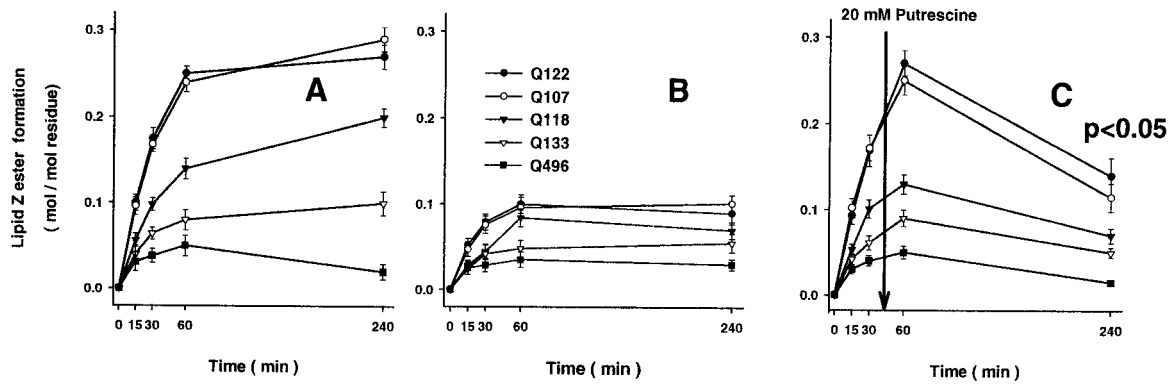 20 mM Putrescine
Lipid Z ester formation
( mol / mol residue)
0.3
0.2
0.1
0.0
0 15 30 60 240
Time ( min )
A
0.3
0.2
0.1
0.0
0 15 30 60 240
Time ( min )
B
Q122
Q107
Q118
Q133
Q496
0.3
0.2
0.1
0.0
0 15 30 60 240
Time ( min )
C
p<0.05